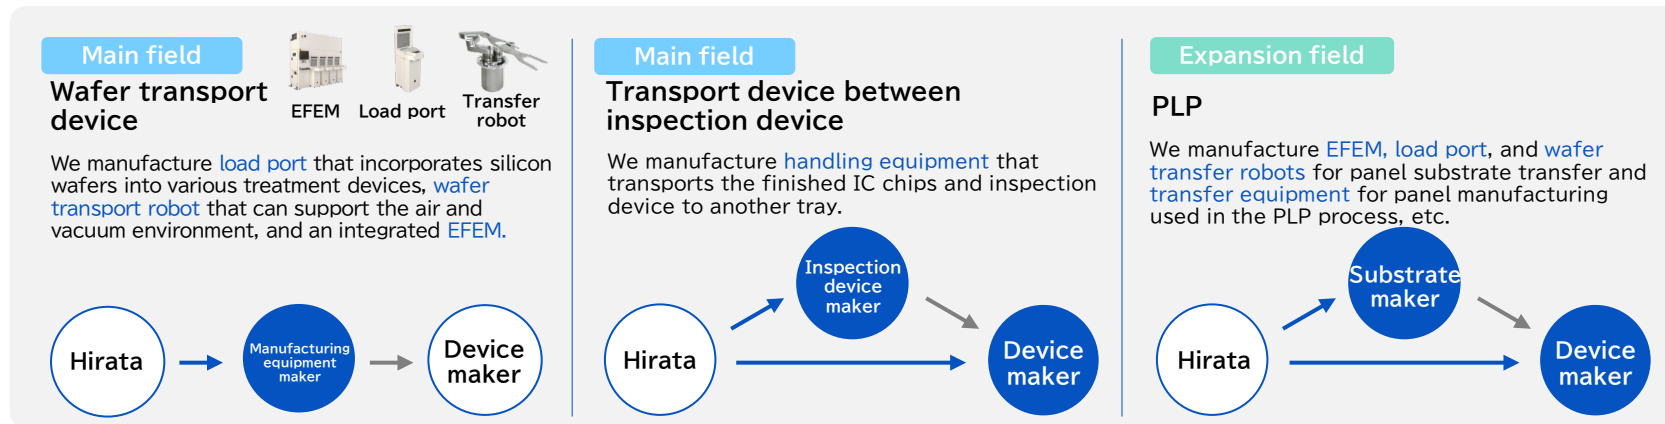 Main field
Wafer transport
device
EFEM
Load port
Transfer
robot
We manufacture load port that incorporates silicon
wafers into various treatment devices, wafer
transport robot that can support the air and
vacuum environment, and an integrated EFEM.
Hirata
Manufacturing
equipment
maker
Device
maker
Main field
Transport device between
inspection device
We manufacture handling equipment that
transports the finished IC chips and inspection
device to another tray.
Inspection
device
maker
Hirata
Device
maker
Expansion field
PLP
We manufacture EFEM, load port, and wafer
transfer robots for panel substrate transfer and
transfer equipment for panel manufacturing
used in the PLP process, etc.
Substrate
maker
Hirata
Device
maker